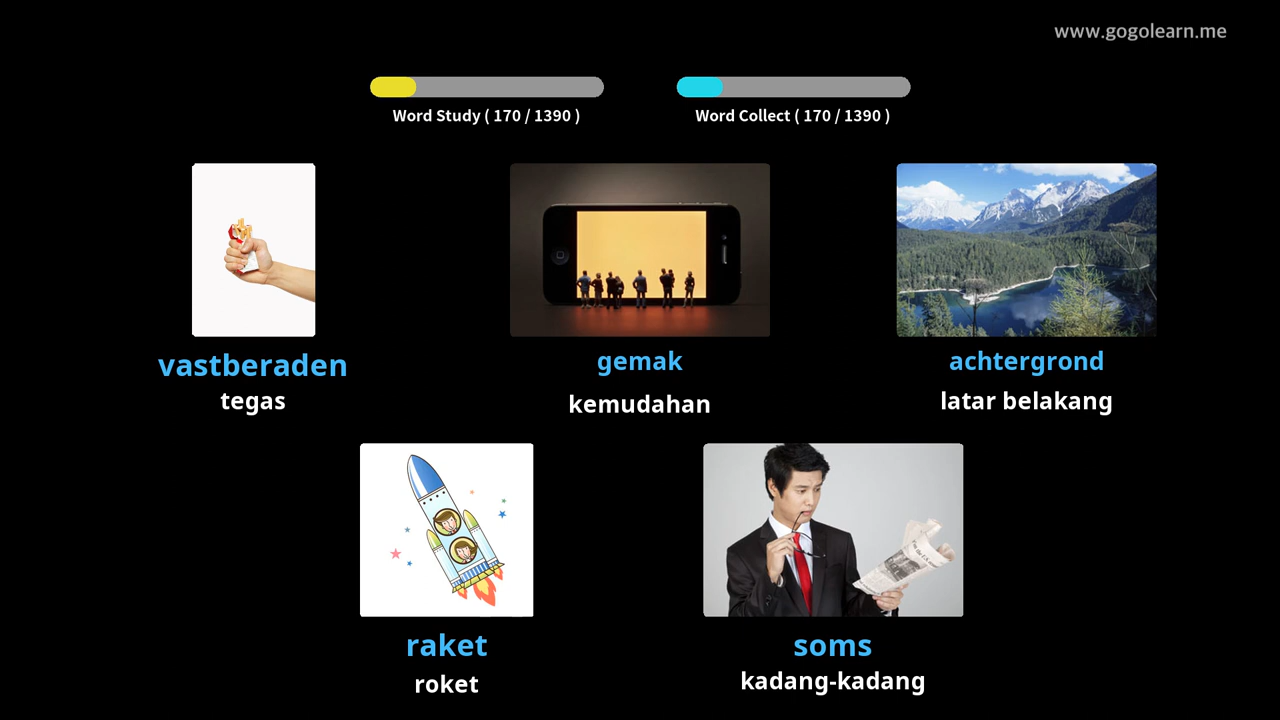 www.gogolearn.me
Word Study ( 170 / 1390 )
Word Collect ( 170 / 1390 )
vastberaden
tegas
gemak
kemudahan
achtergrond
latar belakang
raket
roket
soms
kadang-kadang